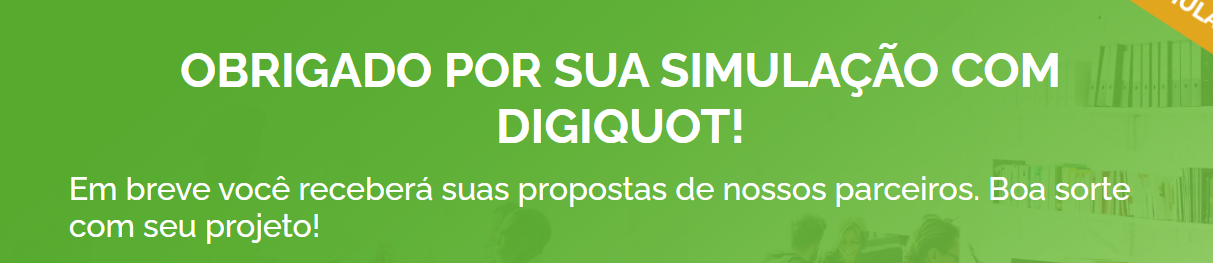 OBRIGADO POR SUA SIMULAÇÃO COM
DIGIQUOT!
Em breve você receberá suas propostas de nossos parceiros. Boa sorte
com seu projeto!